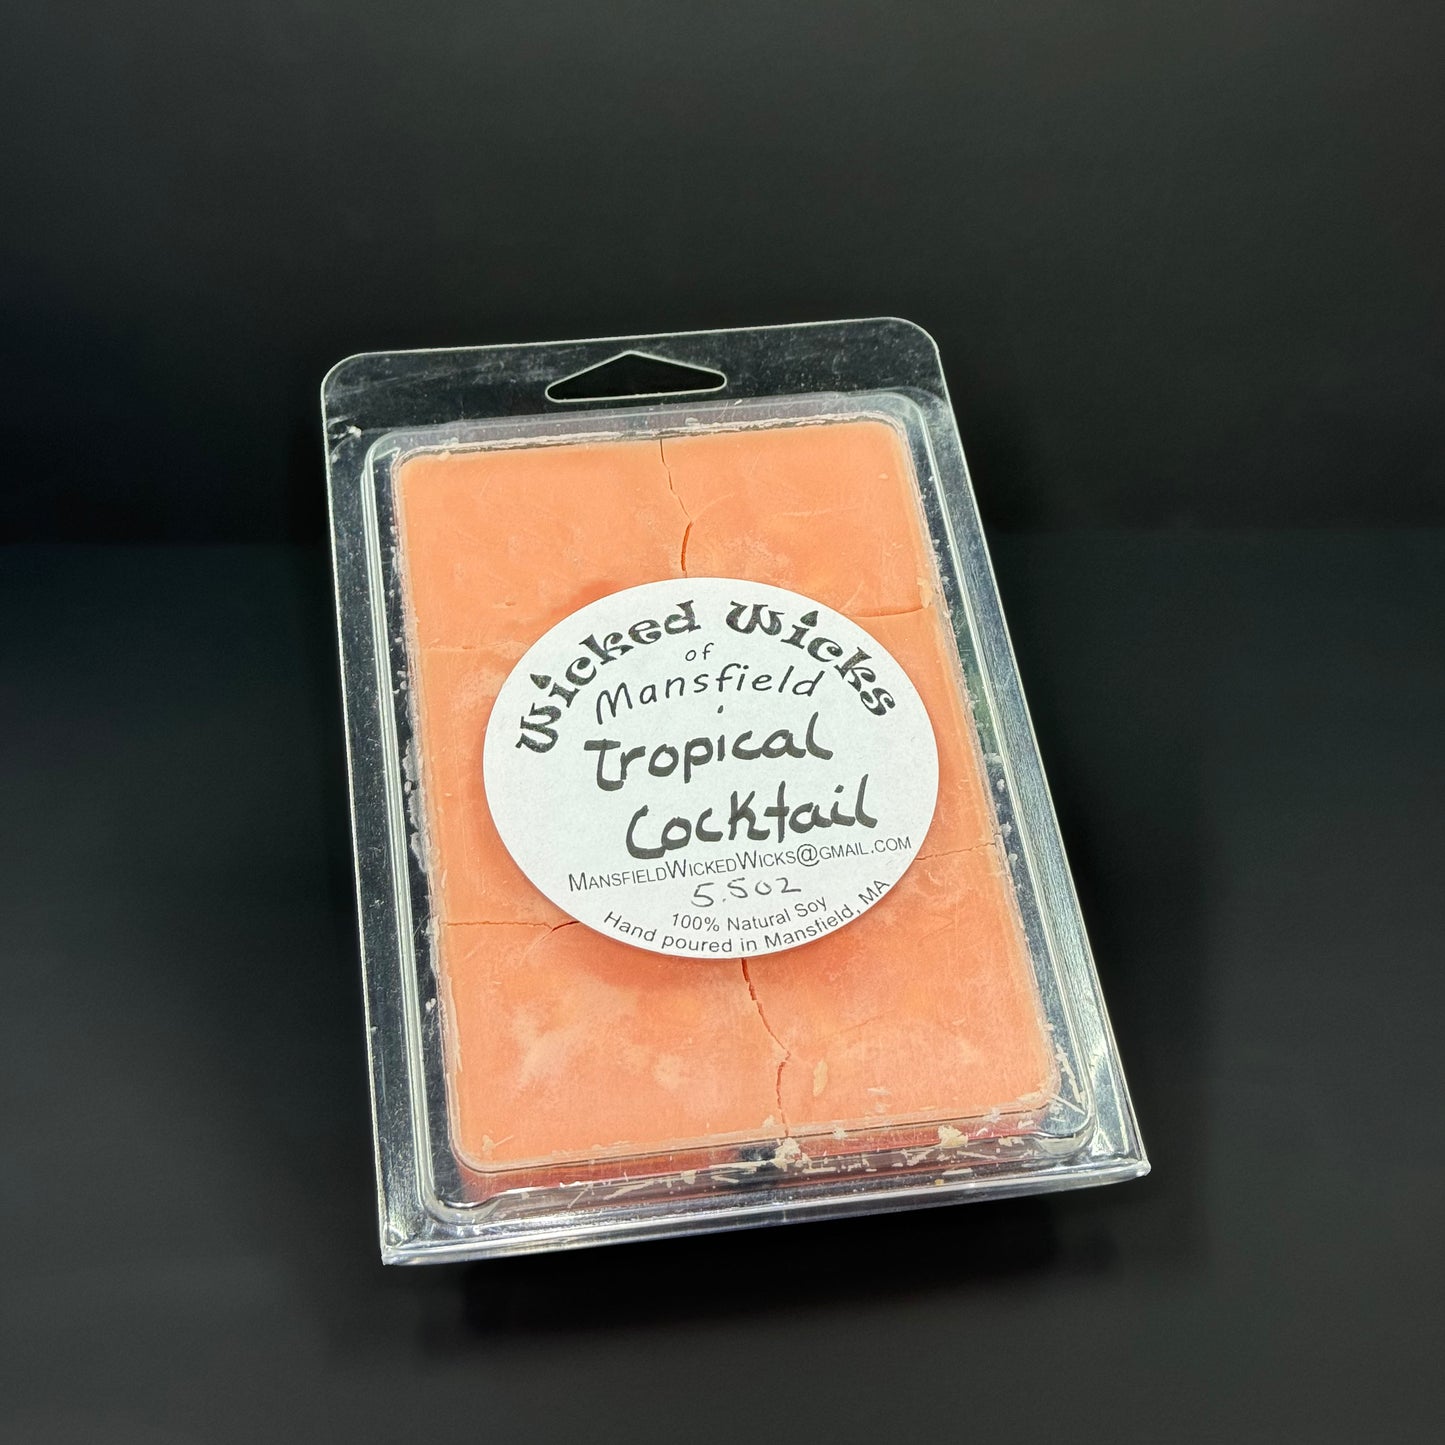 Wicked Wicks
of
Mansfield
Tropical
Cocktail
MansfieldWickedWicks@gmail.com
5.5oz
100% Natural Soy
Hand poured in Mansfield, MA